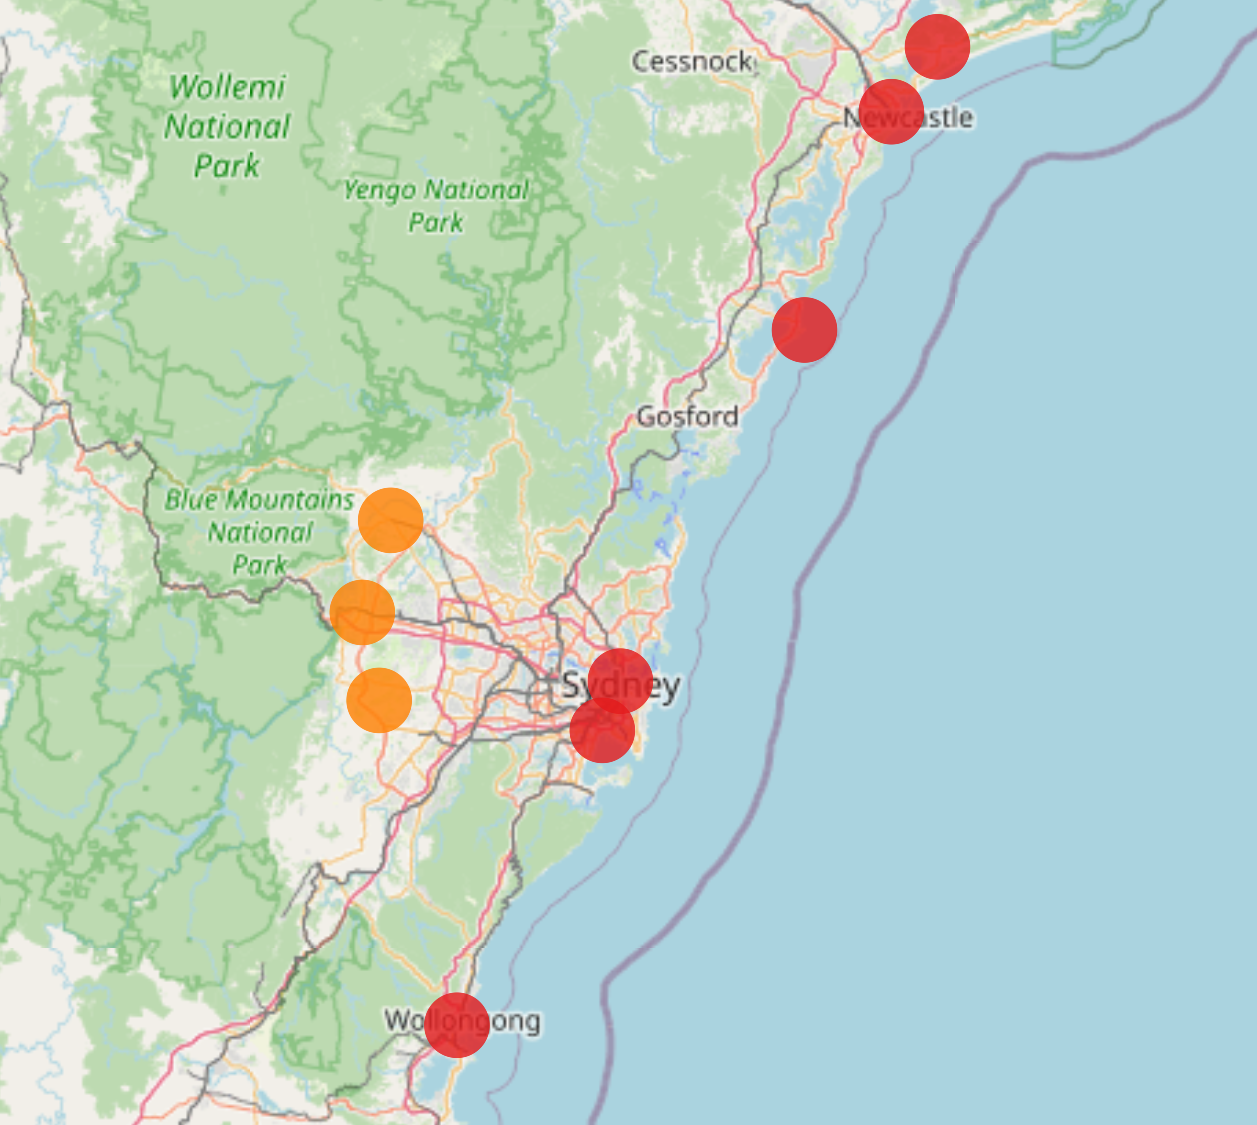 Cessnock
Wollemi
National
Park
Newcastle
Yengo National
Park
Gosford
Blue Mountains
National
Park
Sydney
Wollongong